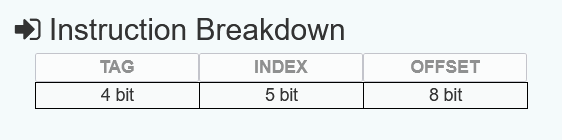 Instruction Breakdown
TAG INDEX OFFSET
4 bit 5 bit 8 bit